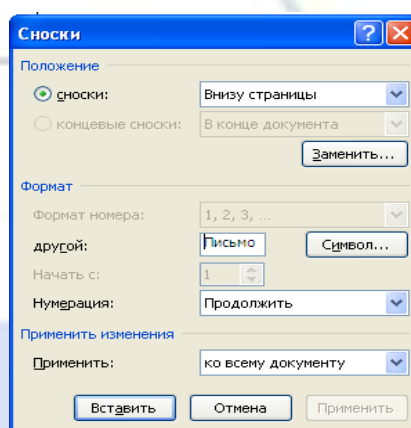 Сноски
Положение
сноски: Внизу страницы
концевые сноски: В конце документа
Заменить...
Формат
Формат номера: 1, 2, 3, ...
другой: Письмо Символ...
Начать с: 1
Нумерация: Продолжить
Применить изменения
Применить: ко всему документу
Вставить Отмена Применить